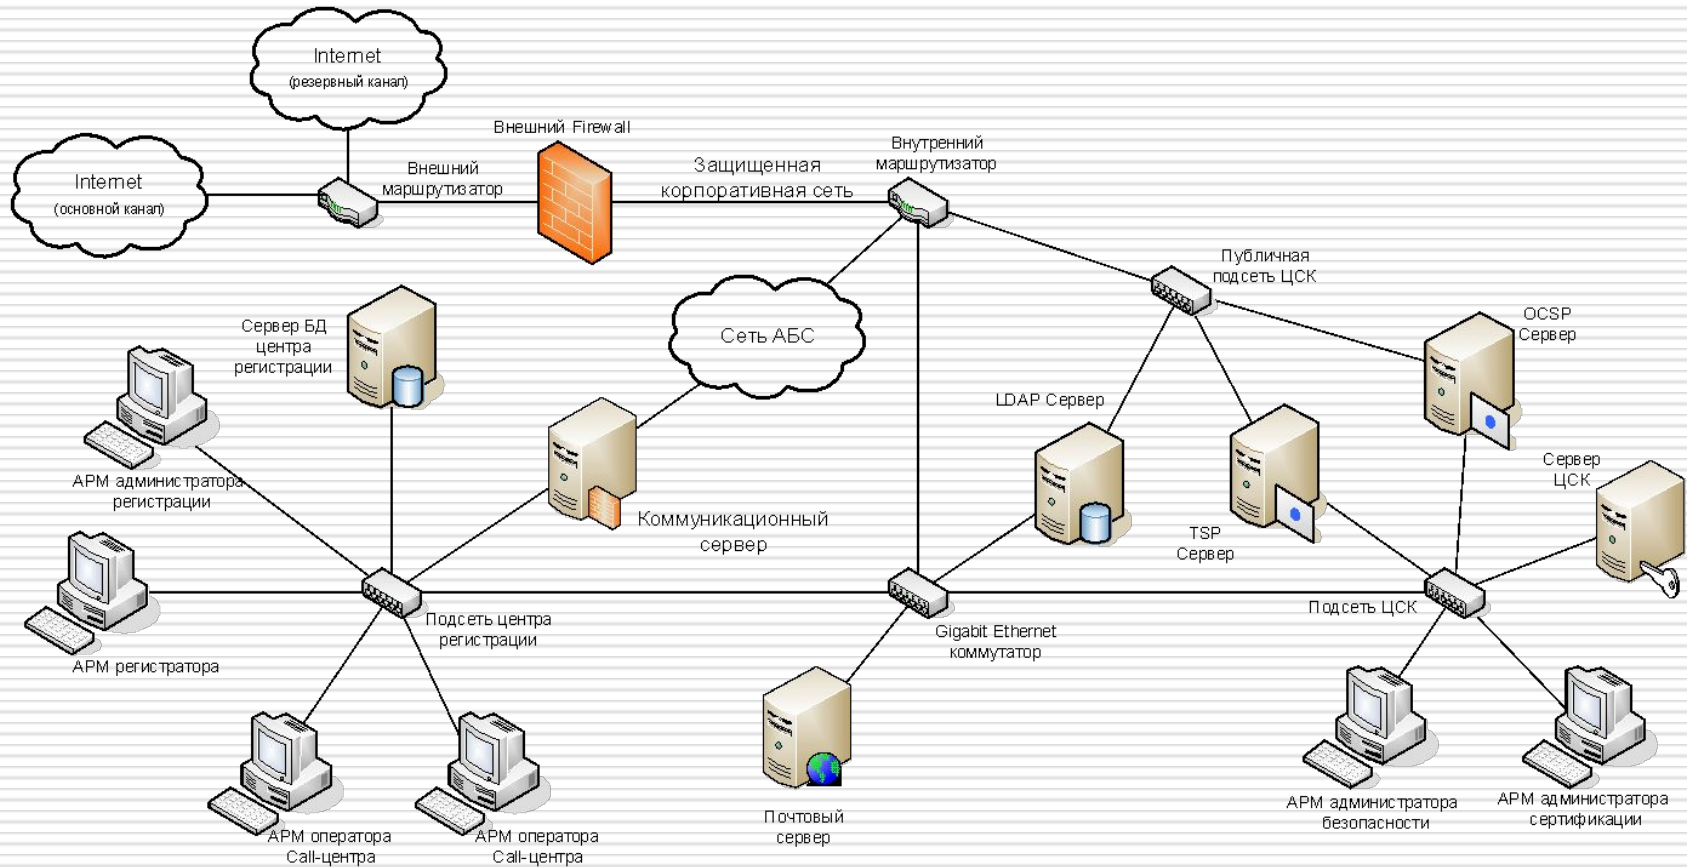 Internet
(резервный канал)
Internet
(основной канал)
Внешний
маршрутизатор
Внешний Firewall
Защищенная
корпоративная сеть
Внутренний
маршрутизатор
Публичная
подсеть ЦСК
Сеть АБС
Сервер БД
центра
регистрации
OCSP
Сервер
LDAP Сервер
АРМ администратора
регистрации
Коммуникационный
сервер
TSP
Сервер
Сервер
ЦСК
АРМ регистратора
Подсеть центра
регистрации
Gigabit Ethernet
коммутатор
Подсеть ЦСК
АРМ оператора
Call-центра
АРМ оператора
Call-центра
Почтовый
сервер
АРМ администратора
безопасности
АРМ администратора
сертификации